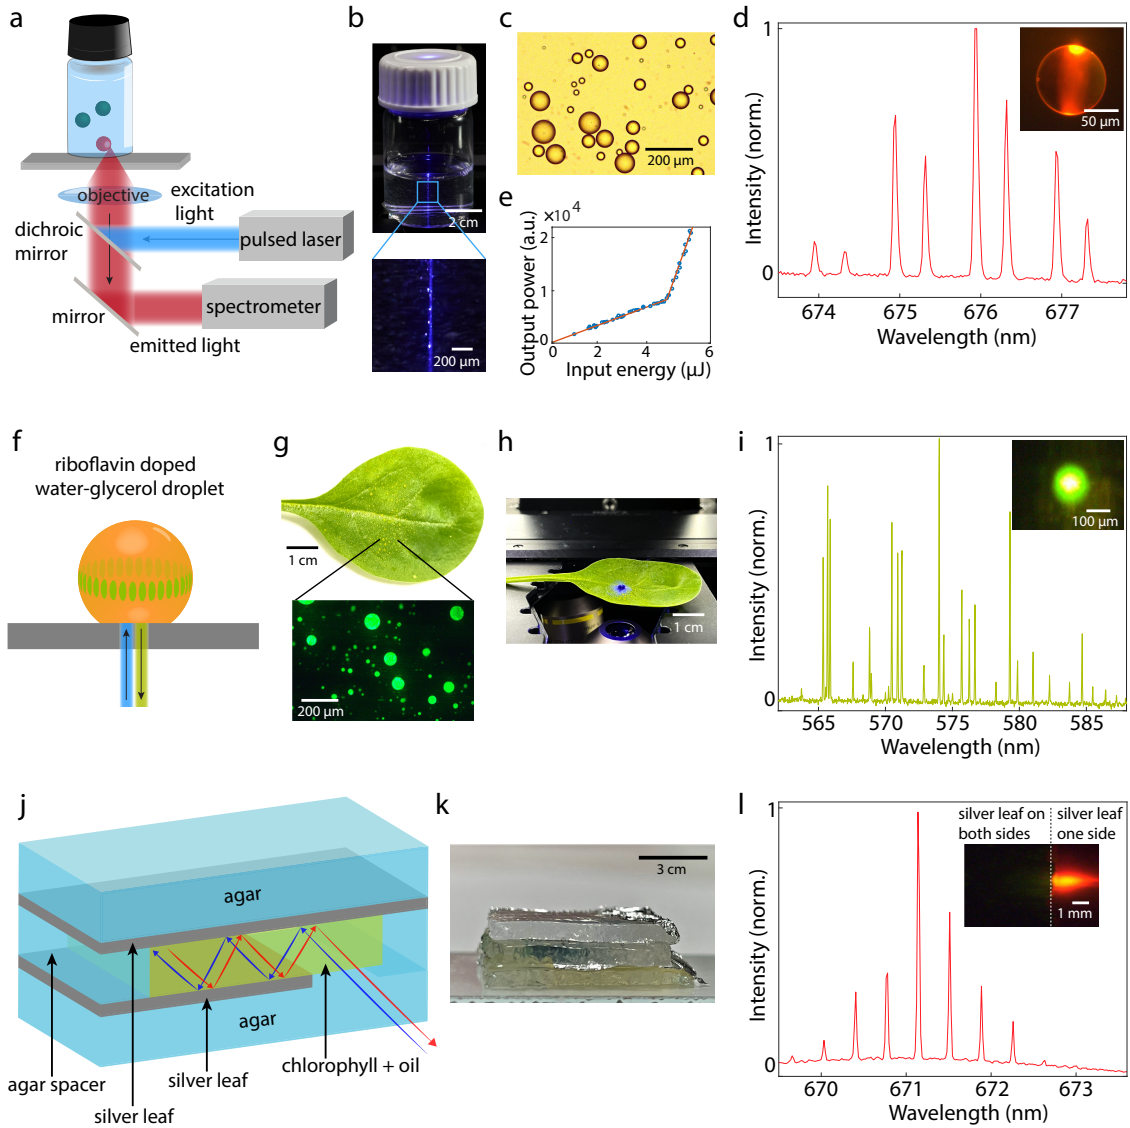 a
objective
excitation
light
dichroic
mirror
pulsed laser
mirror
spectrometer
emitted light
b
2 cm
200 µm
c
200 µm
d
Intensity (norm.)
1
0
50 µm
674
675
676
677
Wavelength (nm)
e
×10⁴
Output power (a.u.)
2
1
0
0
2
4
6
Input energy (µJ)
f
riboflavin doped
water-glycerol droplet
g
1 cm
200 µm
h
1 cm
i
Intensity (norm.)
1
0
100 µm
565
570
575
580
585
Wavelength (nm)
j
agar
agar
agar spacer
silver leaf
silver leaf
chlorophyll + oil
k
3 cm
l
Intensity (norm.)
1
0
silver leaf on
both sides
silver leaf
one side
1 mm
670
671
672
673
Wavelength (nm)